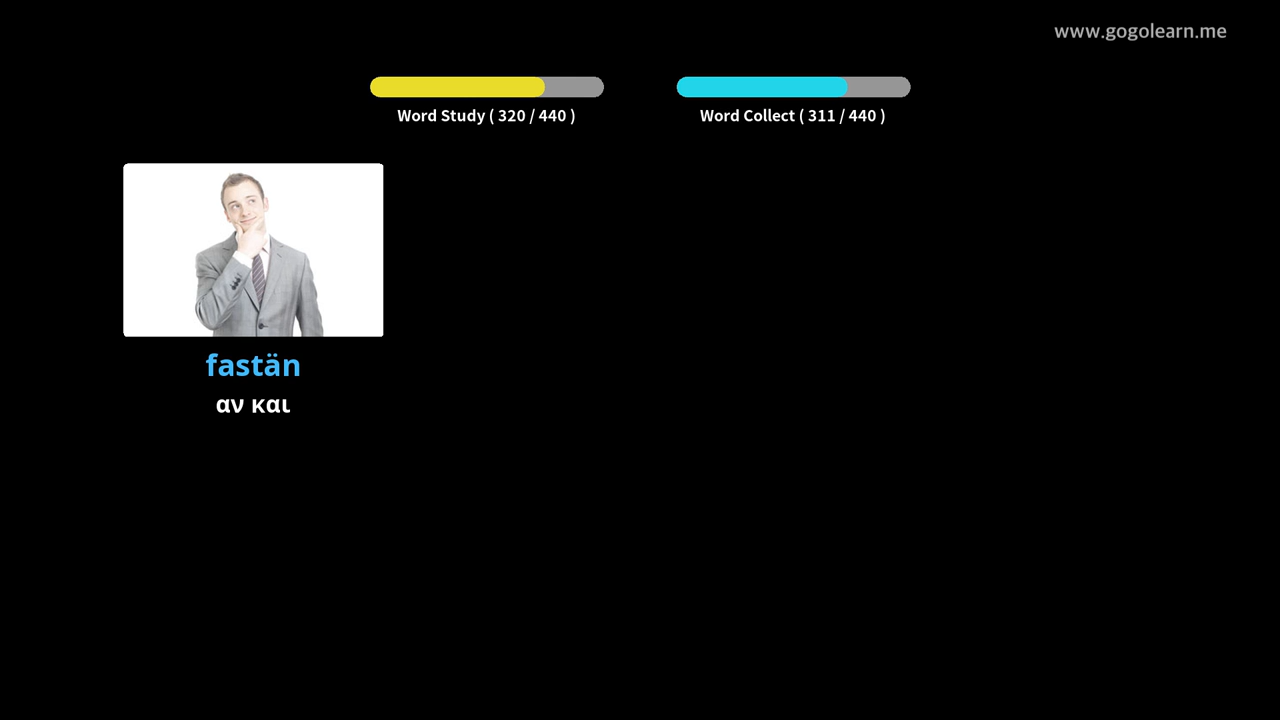 www.gogolearn.me
Word Study ( 320 / 440 )
Word Collect ( 311 / 440 )
fastän
αν και